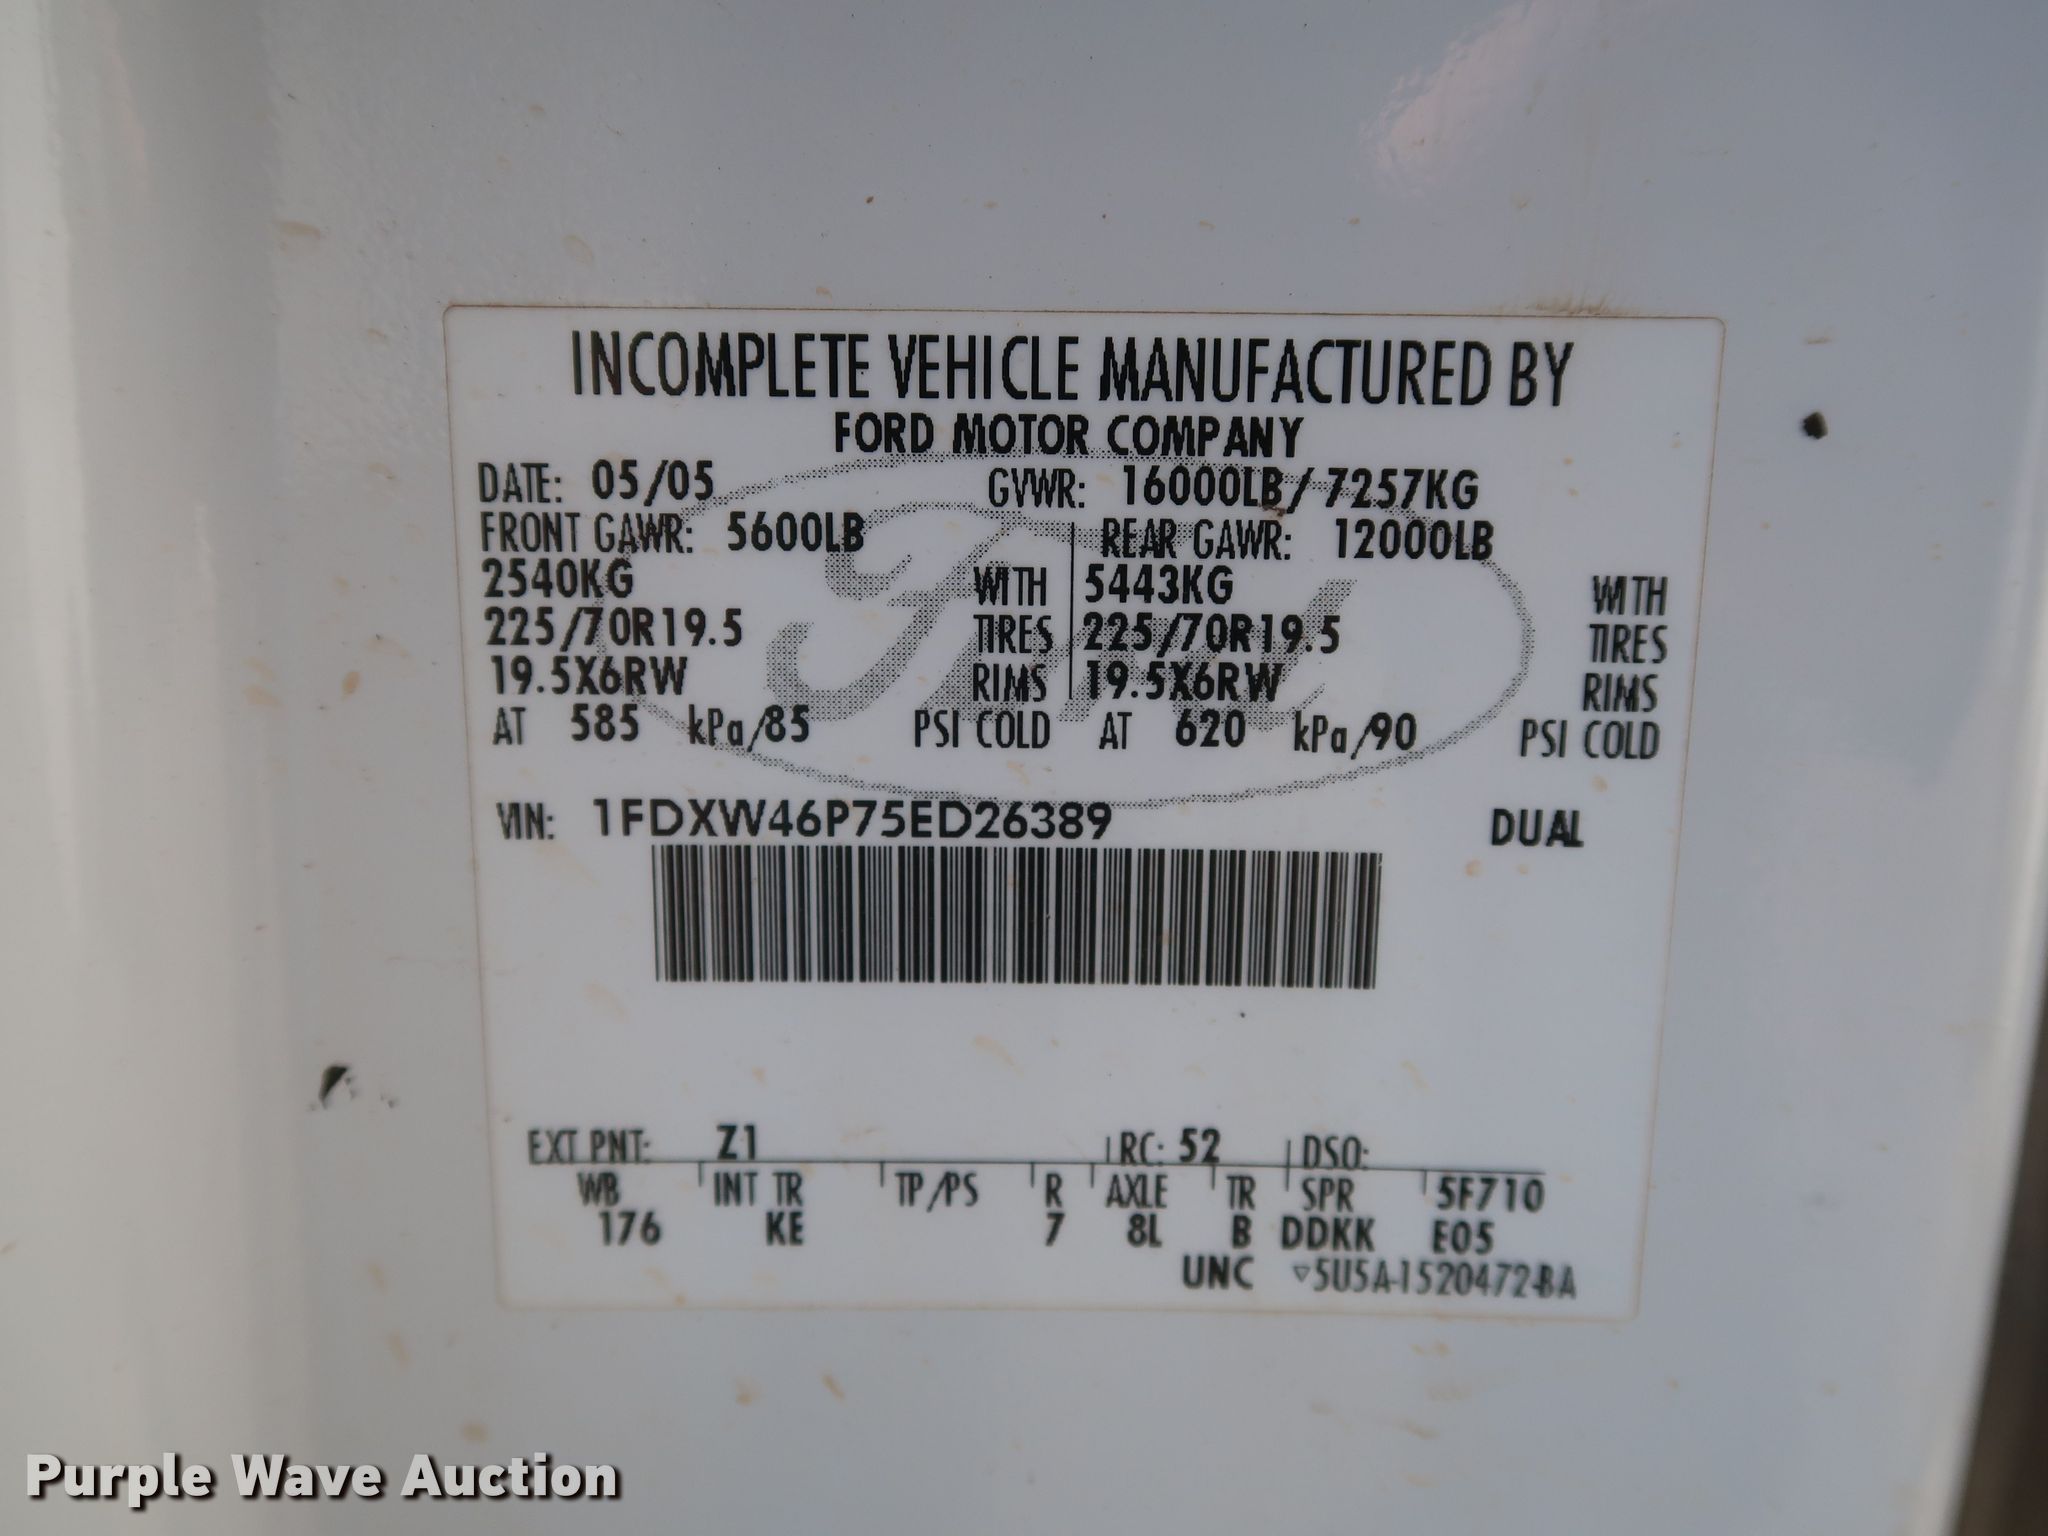 INCOMPLETE VEHICLE MANUFACTURED BY
FORD MOTOR COMPANY
DATE: 05/05 GVWR: 16000LB/7257KG
FRONT GAWR: 5600LB REAR GAWR: 12000LB
2540KG WITH 5443KG WITH
225/70R19.5 TIRES 225/70R19.5 TIRES
19.5X6RW RIMS 19.5X6RW RIMS
AT 585 kPa/85 PSI COLD AT 620 kPa/90 PSI COLD
VIN: 1FDXW46P75ED26389 DUAL
EXT PNT: Z1 RC: 52 DSO:
WB INT TR TP/PS R AXLE TR SPR 5F710
176 KE 7 8L B DDKK E05
UNC ▽5U5A-1520472-BA
Purple Wave Auction